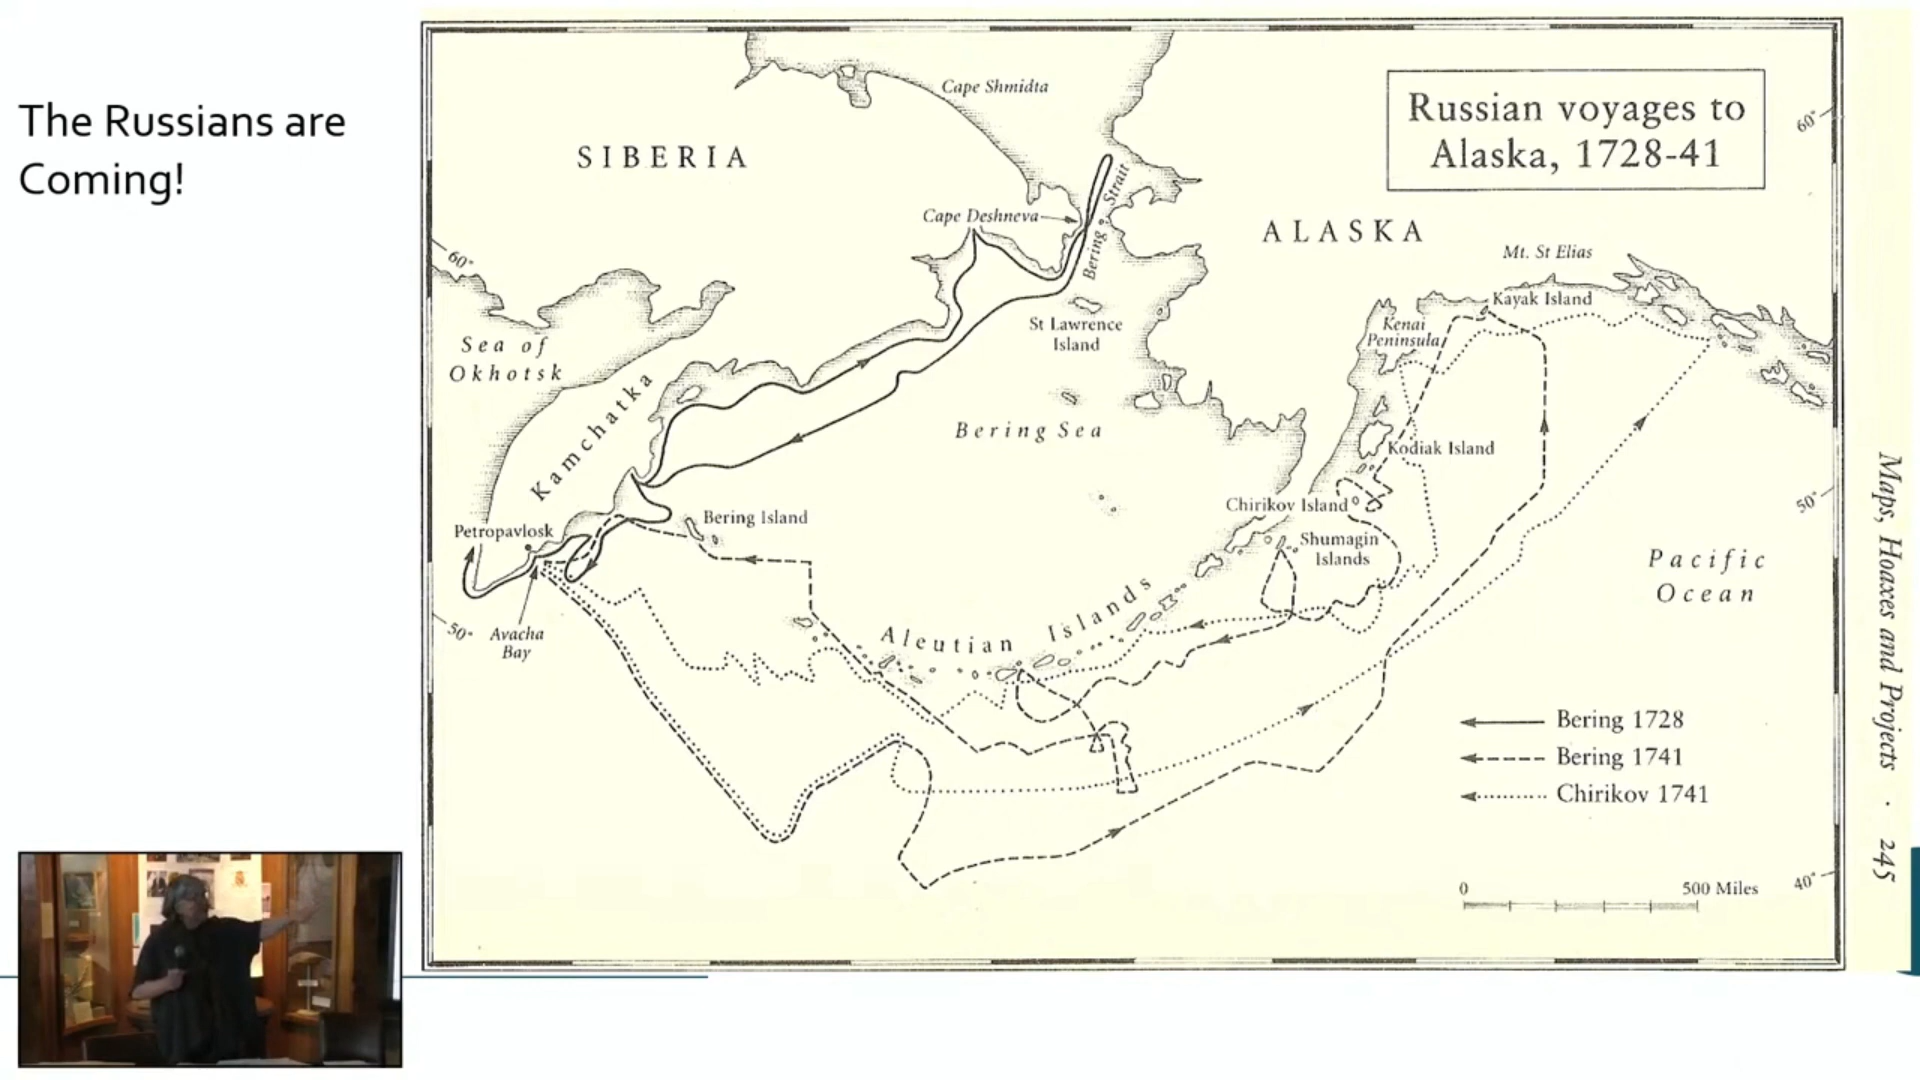 The Russians are
Coming!
Russian voyages to
Alaska, 1728-41
Cape Shmidta
SIBERIA
60°
Cape Deshneva
Bering Strait
ALASKA
Mt. St Elias
60°
Kayak Island
St Lawrence
Island
Kenai
Peninsula
Sea of
Okhotsk
Kamchatka
Bering Sea
Kodiak Island
Chirikov Island
50°
Petropavlosk
Bering Island
Shumagin
Islands
Pacific
Ocean
50°
Avacha
Bay
Aleutian Islands
Bering 1728
Bering 1741
Chirikov 1741
0 500 Miles
40°
Maps, Hoaxes and Projects · 245